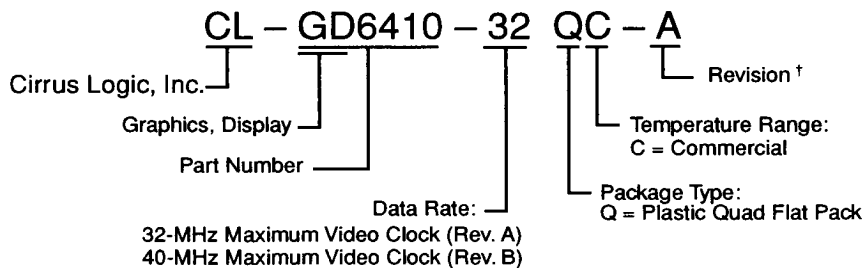 CL – GD6410 – 32 QC – A
Cirrus Logic, Inc.
Revision †
Graphics, Display
Temperature Range:
C = Commercial
Part Number
Package Type:
Q = Plastic Quad Flat Pack
Data Rate:
32-MHz Maximum Video Clock (Rev. A)
40-MHz Maximum Video Clock (Rev. B)